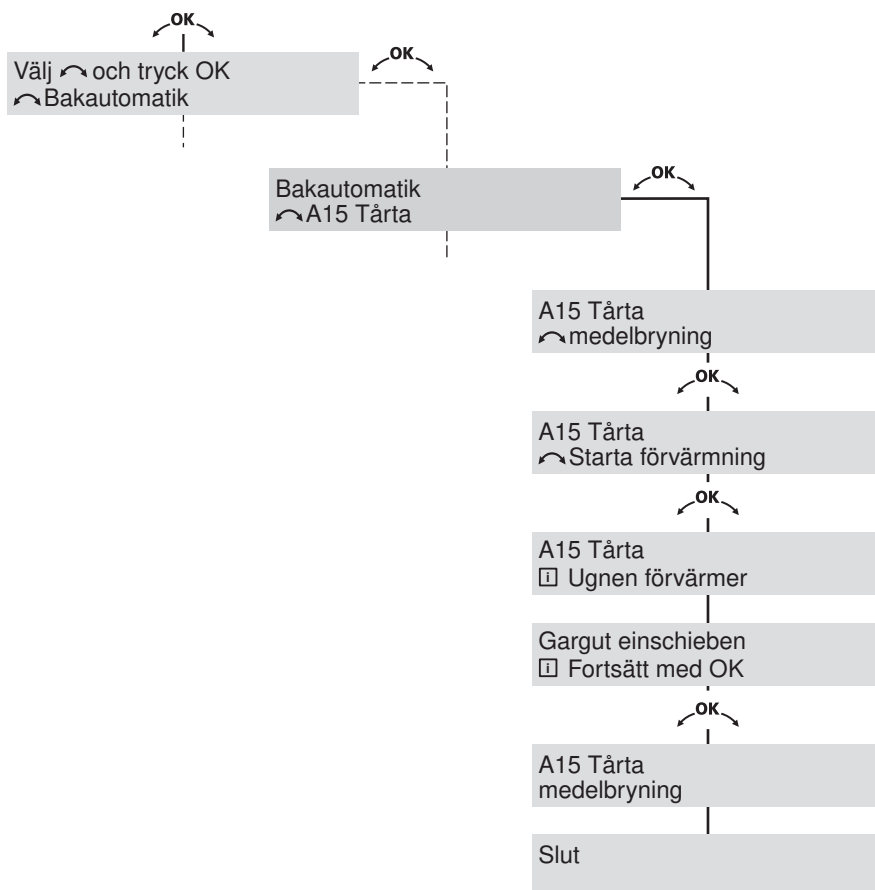 OK
Välj och tryck OK
Bakautomatik
OK
Bakautomatik
A15 Tårta
OK
A15 Tårta
medelbryning
OK
A15 Tårta
Starta förvärmning
OK
A15 Tårta
i Ugnen förvärmer
Gargut einschieben
i Fortsätt med OK
OK
A15 Tårta
medelbryning
Slut